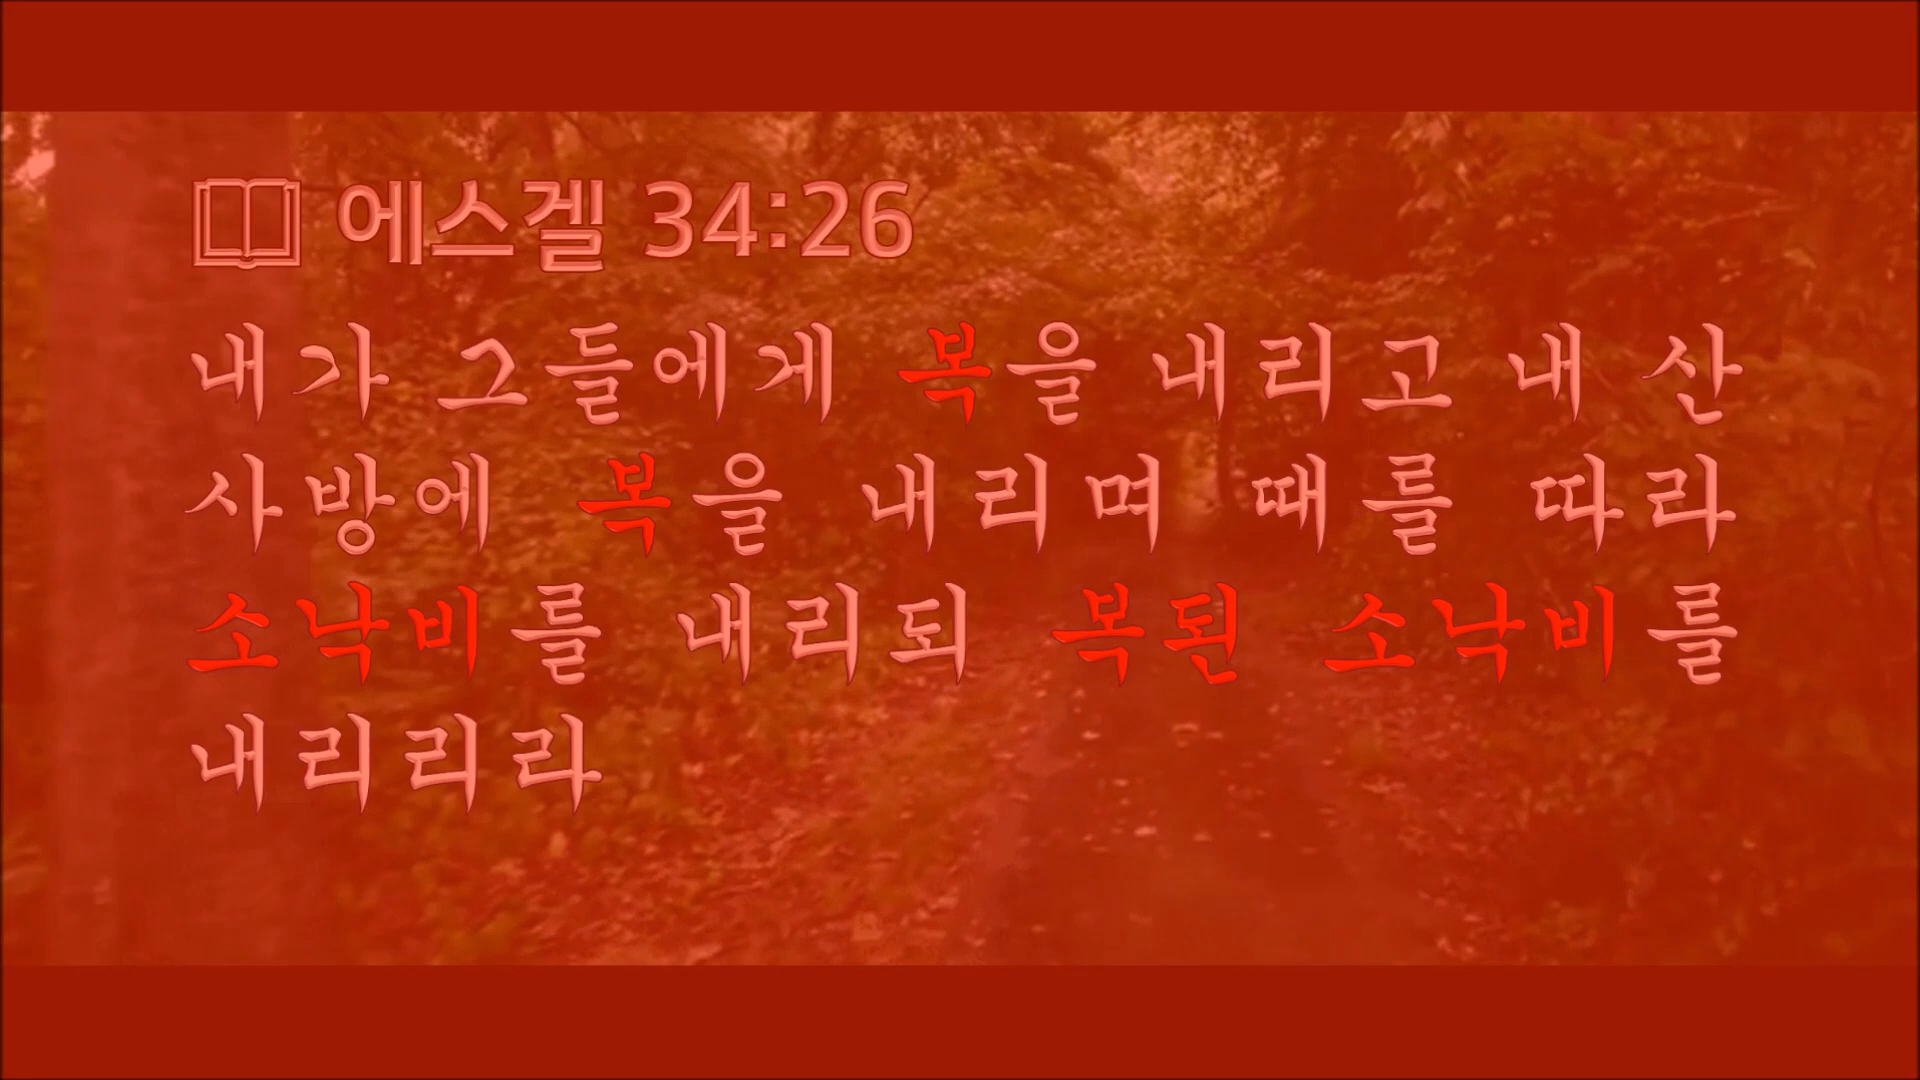 에스겔 34:26
내가 그들에게 복을 내리고 내 산
사방에 복을 내리며 때를 따라
소낙비를 내리되 복된 소낙비를
내리리라